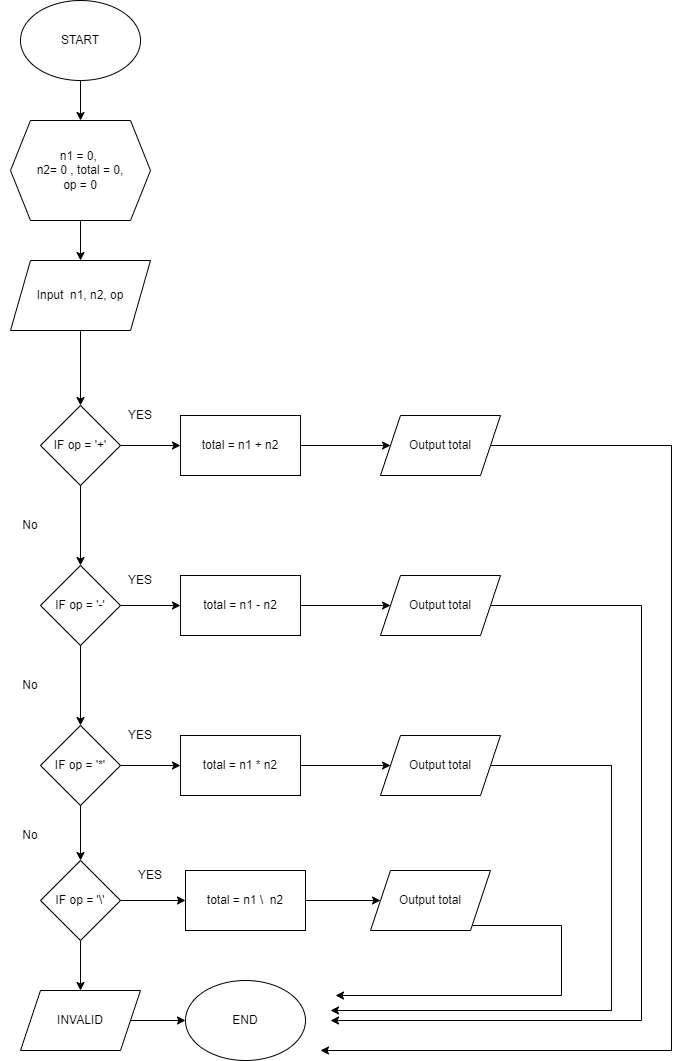 START
n1 = 0,
n2= 0 , total = 0,
op = 0
Input  n1, n2, op
YES
IF op = '+'
total = n1 + n2
Output total
No
YES
IF op = '-'
total = n1 - n2
Output total
No
YES
IF op = '*'
total = n1 * n2
Output total
No
YES
IF op = '\'
total = n1 \  n2
Output total
INVALID
END